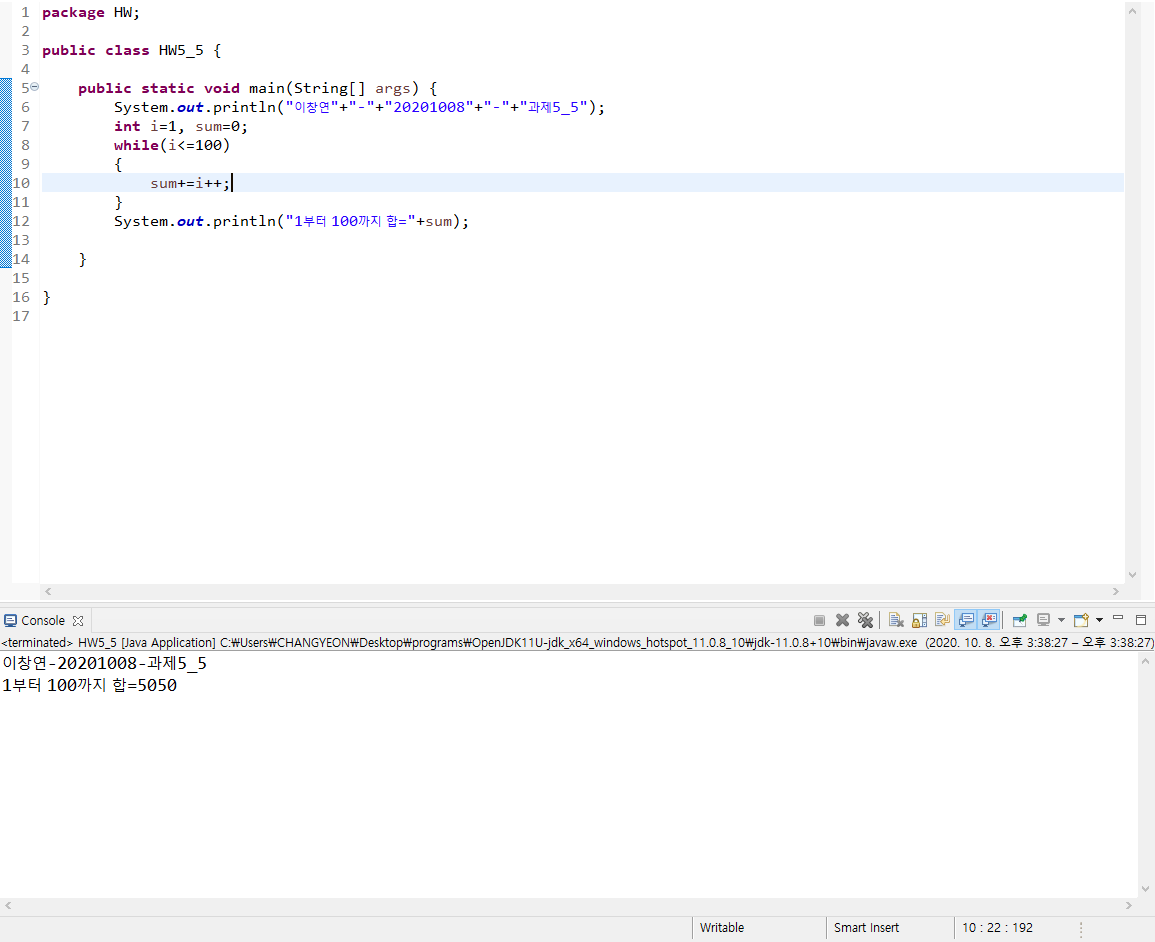 1 package HW;
2
3 public class HW5_5 {
4
5 public static void main(String[] args) {
6 System.out.println("이창연"+"-"+"20201008"+"-"+"과제5_5");
7 int i=1, sum=0;
8 while(i<=100)
9 {
10 sum+=i++;
11 }
12 System.out.println("1부터 100까지 합="+sum);
13
14 }
15
16 }
17
Console
<terminated> HW5_5 [Java Application] C:₩Users₩CHANGYEON₩Desktop₩programs₩OpenJDK11U-jdk_x64_windows_hotspot_11.0.8_10₩jdk-11.0.8+10₩bin₩javaw.exe (2020. 10. 8. 오후 3:38:27 – 오후 3:38:27)
이창연-20201008-과제5_5
1부터 100까지 합=5050
Writable Smart Insert 10 : 22 : 192